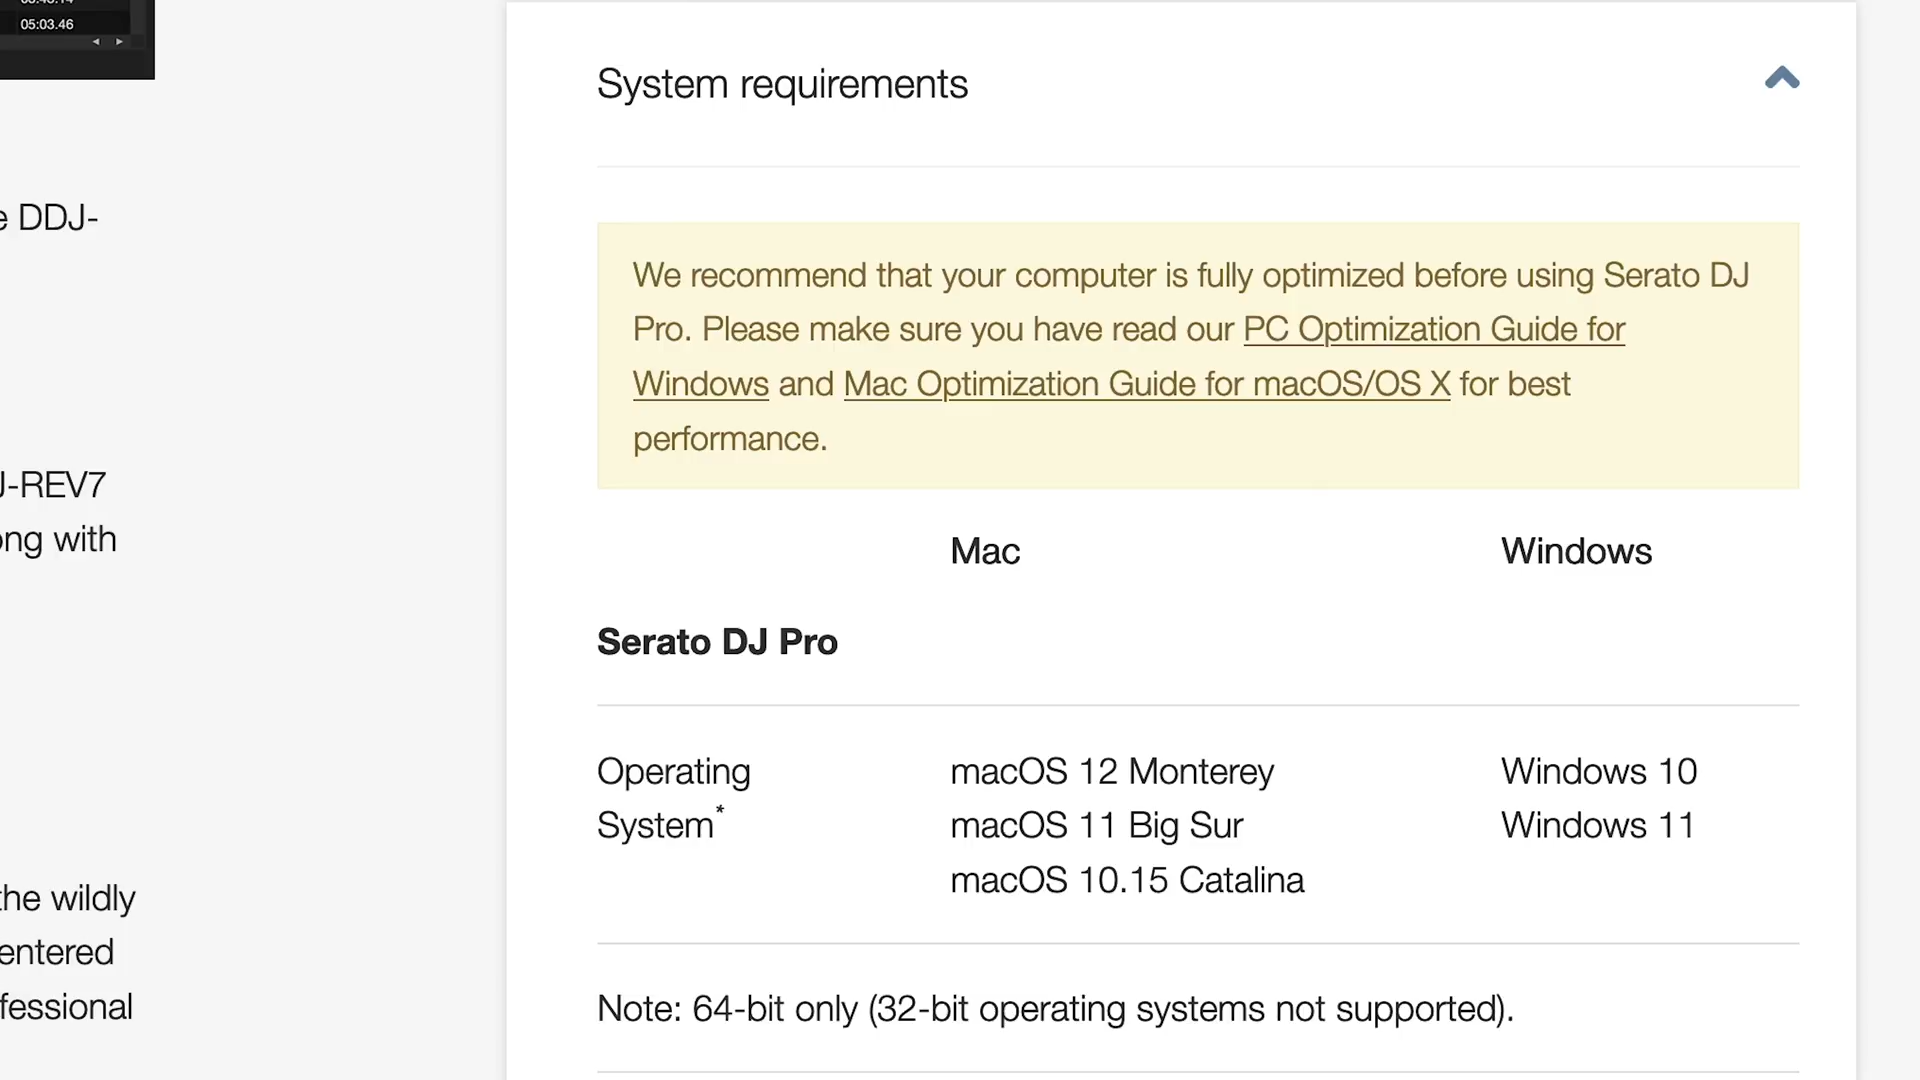 05:03.46
DDJ-
J-REV7
ong with
the wildly
entered
fessional
System requirements
We recommend that your computer is fully optimized before using Serato DJ
Pro. Please make sure you have read our PC Optimization Guide for
Windows and Mac Optimization Guide for macOS/OS X for best
performance.
Mac Windows
Serato DJ Pro
Operating macOS 12 Monterey Windows 10
System* macOS 11 Big Sur Windows 11
macOS 10.15 Catalina
Note: 64-bit only (32-bit operating systems not supported).